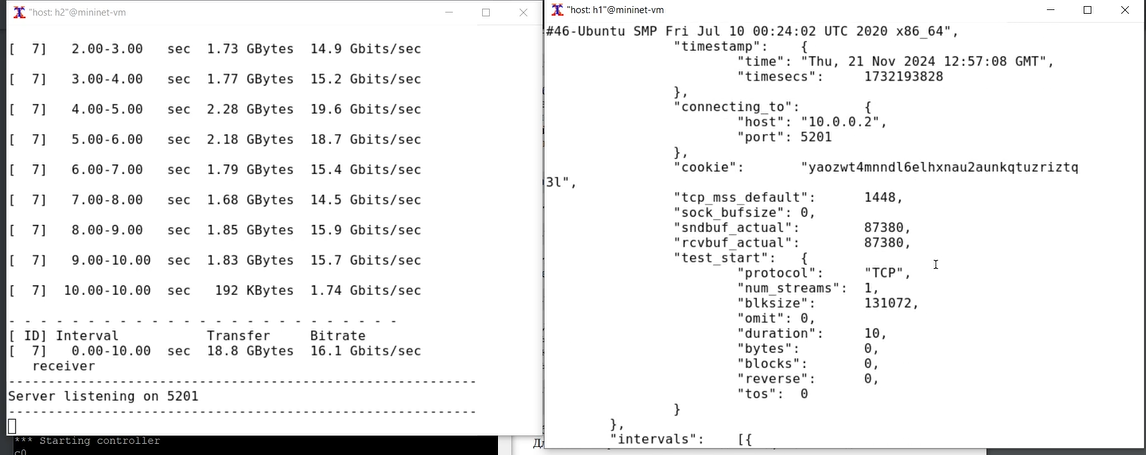 "host: h2"@mininet-vm
[  7]   2.00-3.00   sec  1.73 GBytes  14.9 Gbits/sec
[  7]   3.00-4.00   sec  1.77 GBytes  15.2 Gbits/sec
[  7]   4.00-5.00   sec  2.28 GBytes  19.6 Gbits/sec
[  7]   5.00-6.00   sec  2.18 GBytes  18.7 Gbits/sec
[  7]   6.00-7.00   sec  1.79 GBytes  15.4 Gbits/sec
[  7]   7.00-8.00   sec  1.68 GBytes  14.5 Gbits/sec
[  7]   8.00-9.00   sec  1.85 GBytes  15.9 Gbits/sec
[  7]   9.00-10.00  sec  1.83 GBytes  15.7 Gbits/sec
[  7]  10.00-10.00  sec   192 KBytes  1.74 Gbits/sec
- - - - - - - - - - - - - - - - - - - - - - - - -
[ ID] Interval           Transfer     Bitrate
[  7]   0.00-10.00  sec  18.8 GBytes  16.1 Gbits/sec
receiver
-----------------------------------------------------------
Server listening on 5201
-----------------------------------------------------------
*** Starting controller
c0
"host: h1"@mininet-vm
#46-Ubuntu SMP Fri Jul 10 00:24:02 UTC 2020 x86_64",
"timestamp":    {
"time": "Thu, 21 Nov 2024 12:57:08 GMT",
"timesecs":     1732193828
},
"connecting_to":        {
"host": "10.0.0.2",
"port": 5201
},
"cookie":       "yaozwt4mnndl6elhxnau2aunkqtuzriztq
3l",
"tcp_mss_default":      1448,
"sock_bufsize": 0,
"sndbuf_actual":        87380,
"rcvbuf_actual":        87380,
"test_start":   {
"protocol":     "TCP",
"num_streams":  1,
"blksize":      131072,
"omit": 0,
"duration":     10,
"bytes":        0,
"blocks":       0,
"reverse":      0,
"tos":  0
}
},
"intervals":    [{